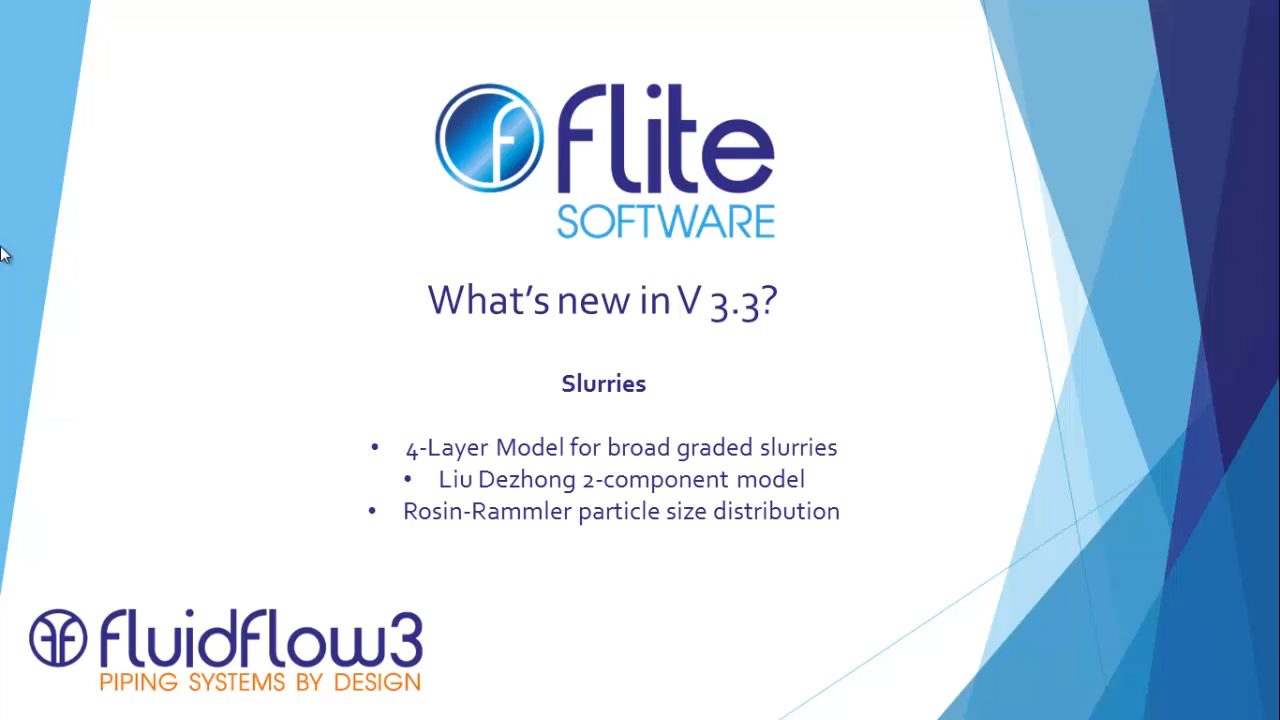 flite
SOFTWARE
What's new in V 3.3?
Slurries
• 4-Layer Model for broad graded slurries
• Liu Dezhong 2-component model
• Rosin-Rammler particle size distribution
fluidflow3
PIPING SYSTEMS BY DESIGN